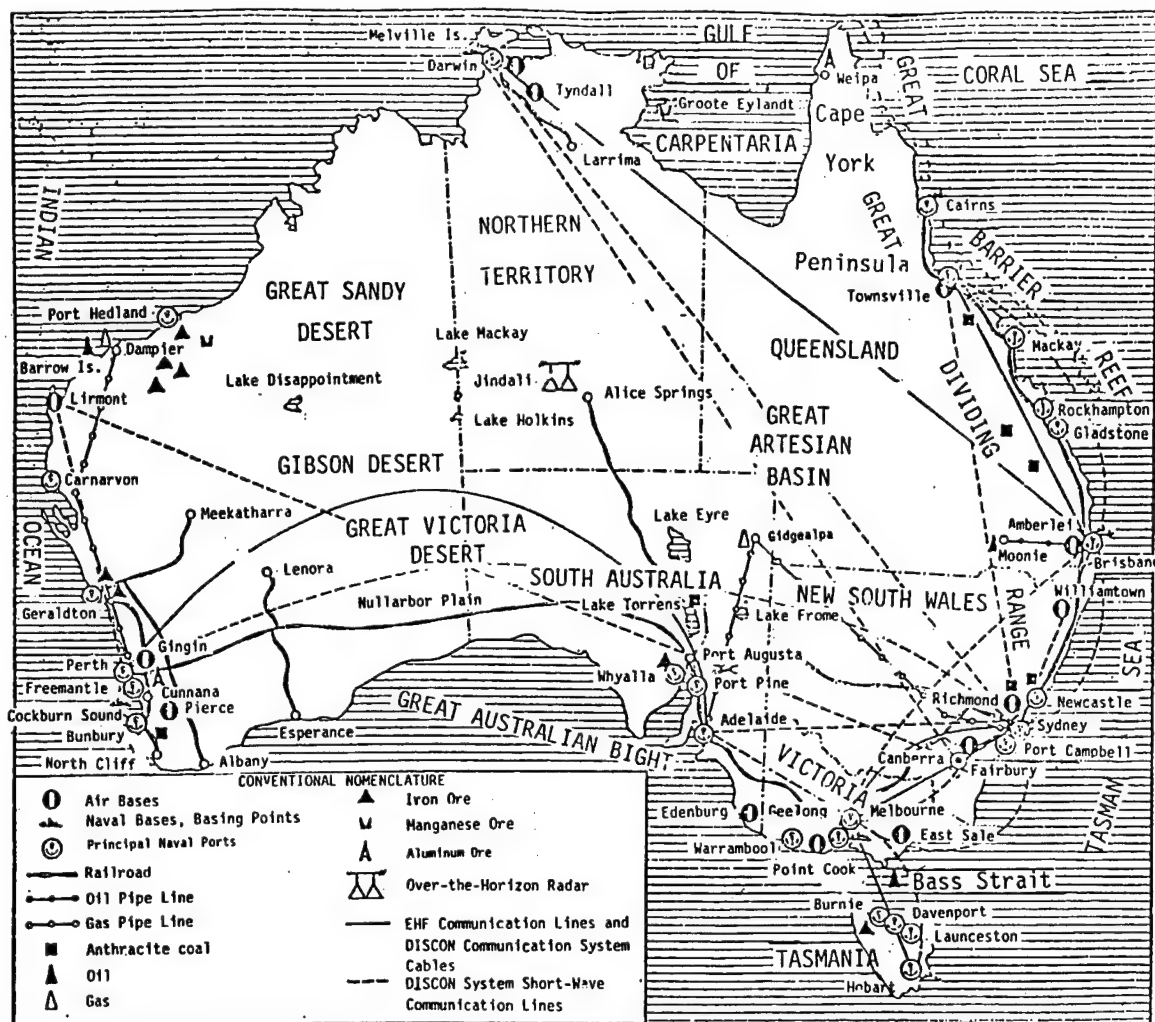 Melville Is.
GULF
Darwin
OF
CORAL SEA
Weipa
GREAT
Tyndall
Groote Eylandt
Cape
CARPENTARIA
Larrima
York
INDIAN
Cairns
NORTHERN
GREAT
TERRITORY
BARRIER
Peninsula
GREAT SANDY
Townsville
Port Hedland
DESERT
Lake Mackay
Mackay
Dampier
QUEENSLAND
REEF
Barrow Is.
Lake Disappointment
Jindali
Alice Springs
DIVIDING
Lirmont
Lake Holkins
GREAT
Rockhampton
ARTESIAN
Gladstone
GIBSON DESERT
BASIN
Carnarvon
Meekatharra
Lake Eyre
Amberlei
GREAT VICTORIA
Gidgealpa
OCEAN
DESERT
Moonie
Brisbane
Lenora
SOUTH AUSTRALIA
Williamtown
Geraldton
Nullarbor Plain
Lake Torrens
NEW SOUTH WALES
RANGE
Lake Frome
Gingin
SEA
Perth
Port Augusta
Whyalla
Freemantle
Cunnana
Port Pine
Richmond
Newcastle
Pierce
Cockburn Sound
Sydney
Bunbury
GREAT AUSTRALIAN BIGHT
Adelaide
Esperance
Port Campbell
North Cliff
Albany
VICTORIA
Canberra
Fairbury
TASMAN
CONVENTIONAL NOMENCLATURE
Air Bases
Naval Bases, Basing Points
Principal Naval Ports
Railroad
Oil Pipe Line
Gas Pipe Line
Anthracite coal
Oil
Gas
Iron Ore
Manganese Ore
Aluminum Ore
Over-the-Horizon Radar
EHF Communication Lines and
DISCON Communication System
Cables
DISCON System Short-Wave
Communication Lines
Edenburg
Geelong
Melbourne
Warrambool
East Sale
Point Cook
Bass Strait
Burnie
Davenport
Launceston
TASMANIA
Hobart